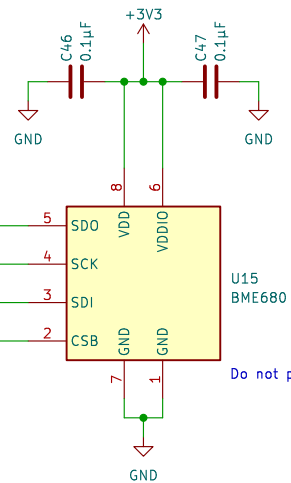 +3V3
C46
0.1µF
C47
0.1µF
GND
GND
8
6
VDD
VDDIO
5 SDO
4 SCK
3 SDI
2 CSB
U15
BME680
GND
GND
7
1
Do not p
GND